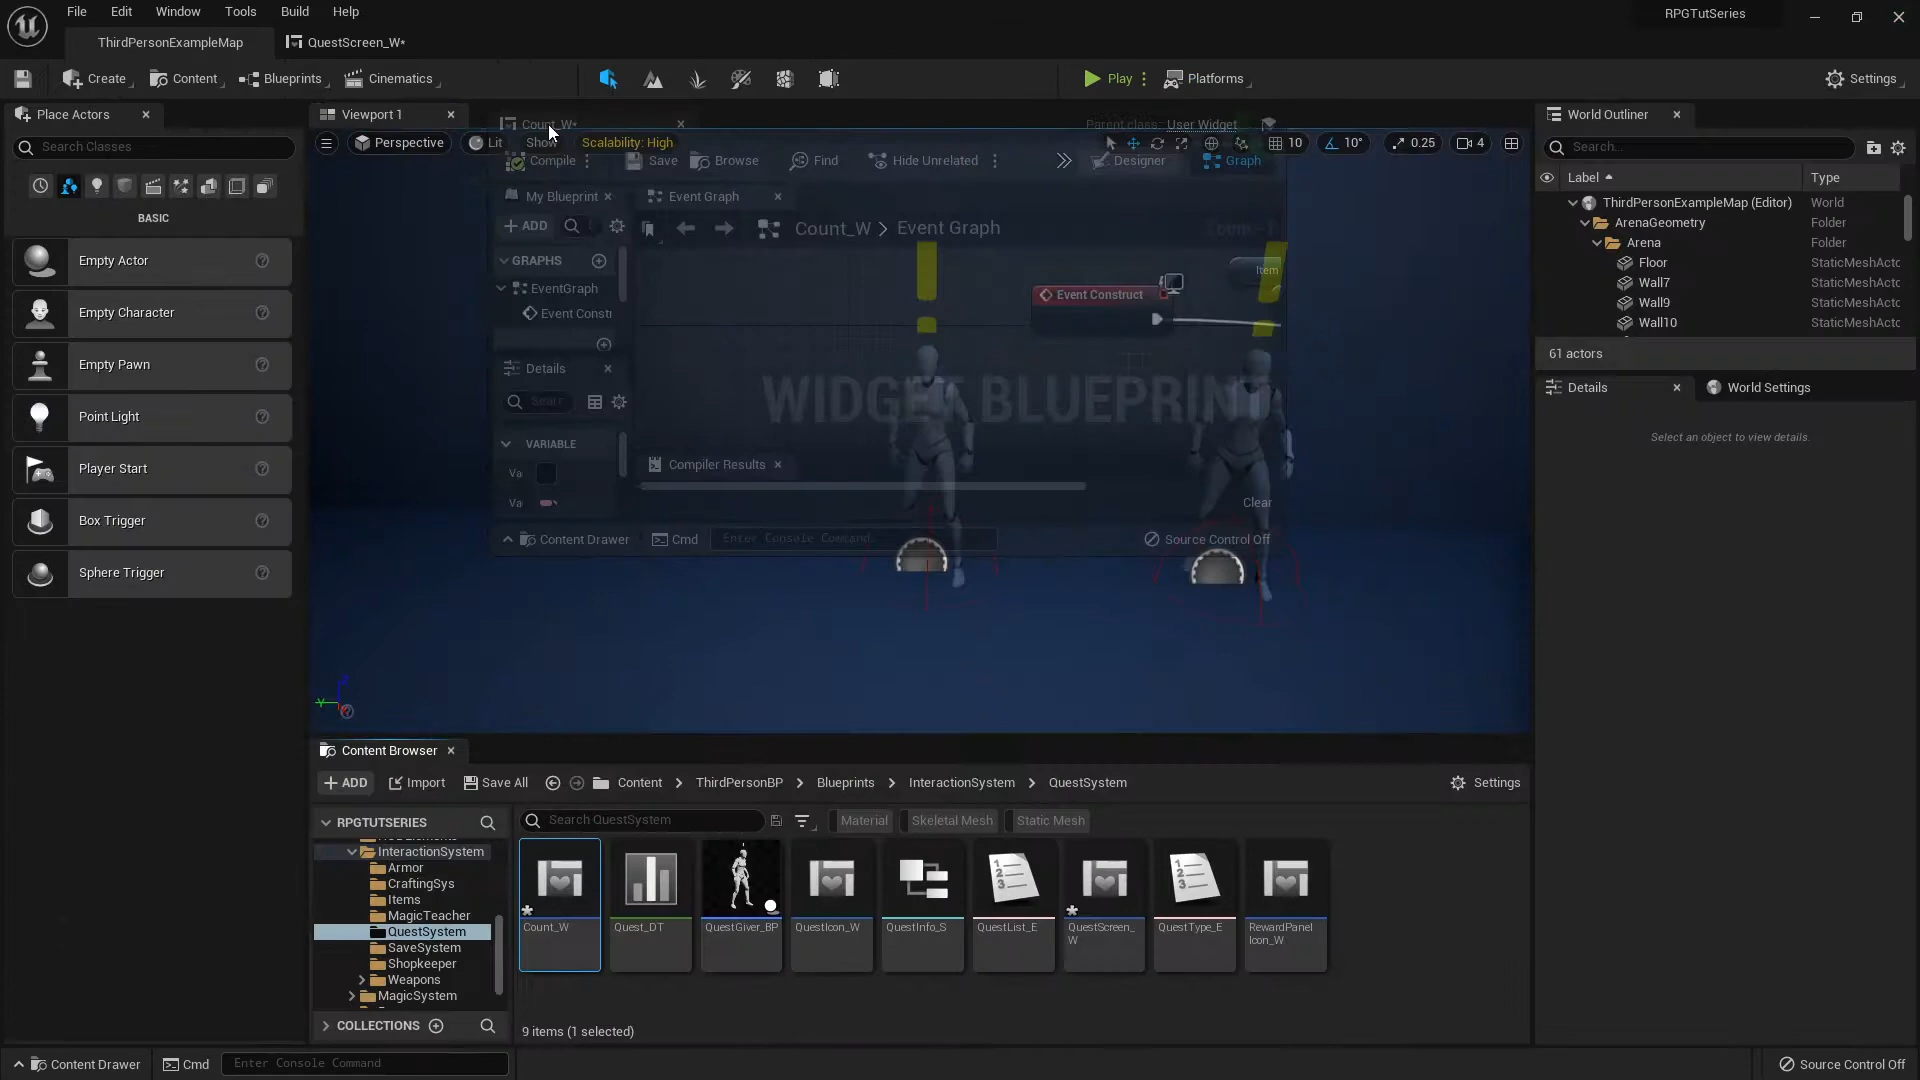 File Edit Window Tools Build Help
RPGTutSeries
ThirdPersonExampleMap QuestScreen_W*
Create Content Blueprints Cinematics Play Platforms Settings
Place Actors
Search Classes
BASIC
Empty Actor
Empty Character
Empty Pawn
Point Light
Player Start
Box Trigger
Sphere Trigger
Viewport 1
Perspective Lit Show Scalability: High 10 10° 0.25 4
Count_W* Parent class: User Widget
Compile Save Browse Find Hide Unrelated Designer Graph
My Blueprint Event Graph
ADD Count_W > Event Graph
GRAPHS
EventGraph
Event Constr
Event Construct
Item
Details
Sear
WIDGET BLUEPRINT
VARIABLE
Va
Va
Compiler Results
Clear
Content Drawer Cmd Enter Console Command Source Control Off
World Outliner
Search...
Label Type
ThirdPersonExampleMap (Editor) World
ArenaGeometry Folder
Arena Folder
Floor StaticMeshActo
Wall7 StaticMeshActo
Wall9 StaticMeshActo
Wall10 StaticMeshActo
61 actors
Details World Settings
Select an object to view details.
Content Browser
ADD Import Save All Content > ThirdPersonBP > Blueprints > InteractionSystem > QuestSystem Settings
RPGTUTSERIES
InteractionSystem
Armor
CraftingSys
Items
MagicTeacher
QuestSystem
SaveSystem
Shopkeeper
Weapons
MagicSystem
COLLECTIONS
Search QuestSystem Material Skeletal Mesh Static Mesh
Count_W Quest_DT QuestGiver_BP QuestIcon_W QuestInfo_S QuestList_E QuestScreen_
W QuestType_E RewardPanel
Icon_W
9 items (1 selected)
Content Drawer Cmd Enter Console Command Source Control Off